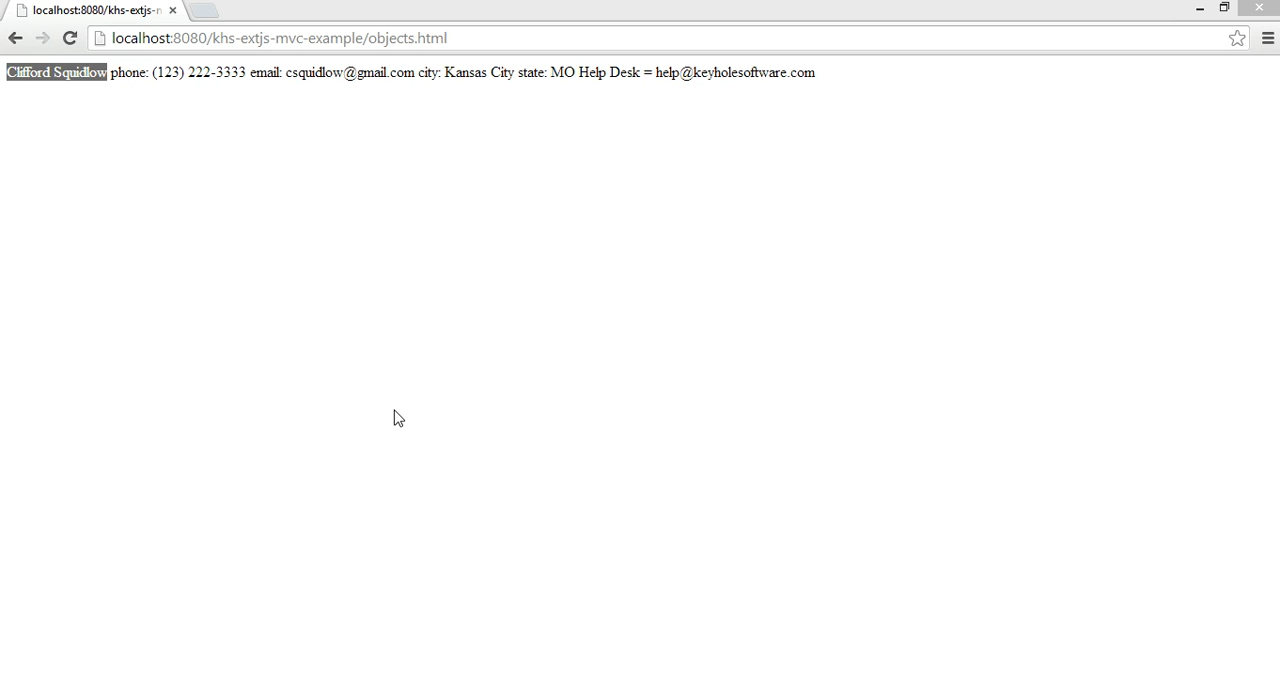 localhost:8080/khs-extjs-n
localhost:8080/khs-extjs-mvc-example/objects.html
Clifford Squidlow phone: (123) 222-3333 email: csquidlow@gmail.com city: Kansas City state: MO Help Desk = help@keyholesoftware.com